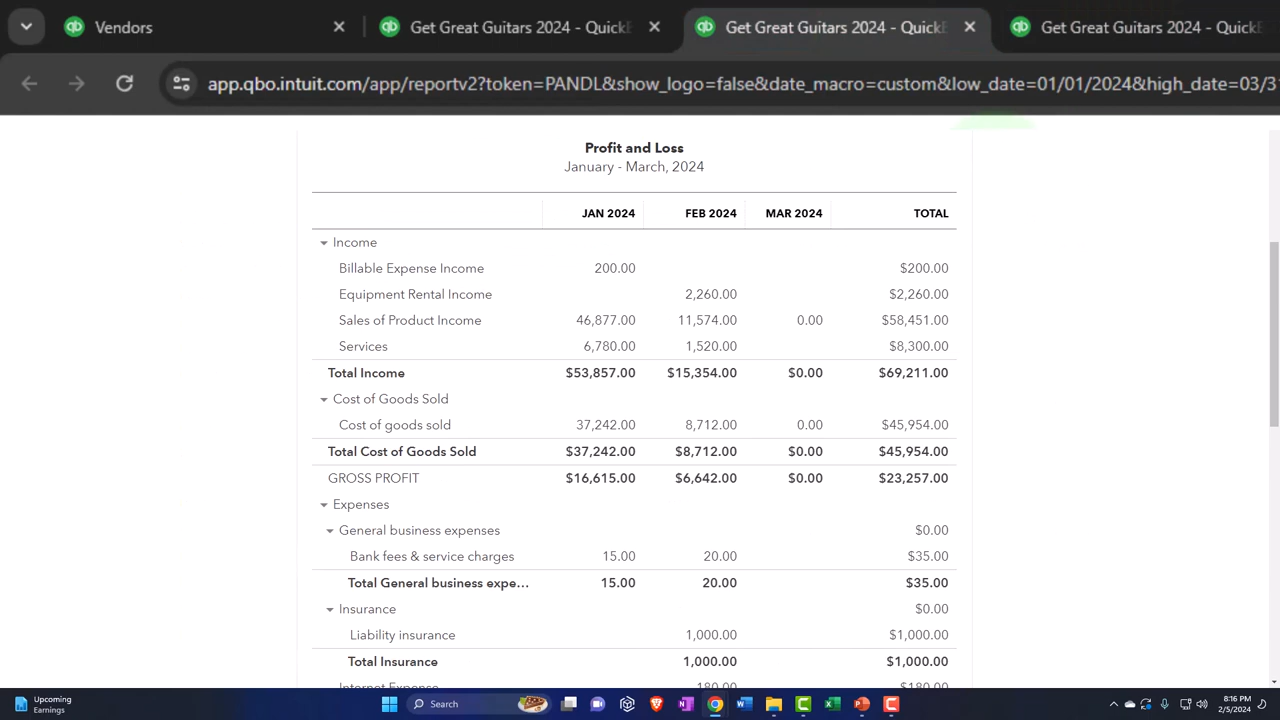 Vendors
Get Great Guitars 2024 - Quick
Get Great Guitars 2024 - Quick
Get Great Guitars 2024 - Quick
app.qbo.intuit.com/app/reportv2?token=PANDL&show_logo=false&date_macro=custom&low_date=01/01/2024&high_date=03/3
Profit and Loss
January - March, 2024
JAN 2024 FEB 2024 MAR 2024 TOTAL
Income
Billable Expense Income 200.00 $200.00
Equipment Rental Income 2,260.00 $2,260.00
Sales of Product Income 46,877.00 11,574.00 0.00 $58,451.00
Services 6,780.00 1,520.00 $8,300.00
Total Income $53,857.00 $15,354.00 $0.00 $69,211.00
Cost of Goods Sold
Cost of goods sold 37,242.00 8,712.00 0.00 $45,954.00
Total Cost of Goods Sold $37,242.00 $8,712.00 $0.00 $45,954.00
GROSS PROFIT $16,615.00 $6,642.00 $0.00 $23,257.00
Expenses
General business expenses $0.00
Bank fees & service charges 15.00 20.00 $35.00
Total General business expe... 15.00 20.00 $35.00
Insurance $0.00
Liability insurance 1,000.00 $1,000.00
Total Insurance 1,000.00 $1,000.00
Internet Expense 180.00 $180.00
Upcoming
Earnings
Search
8:16 PM
2/5/2024